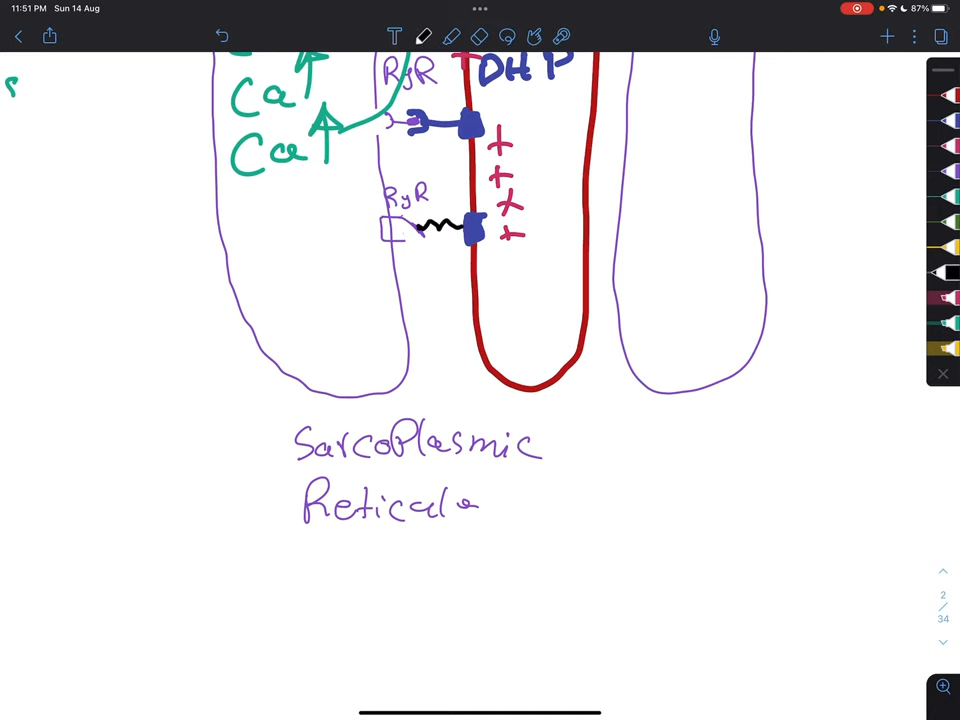 11:51 PM Sun 14 Aug
87%
RyR
DHP
Ca
Ca
+
+
+
+
RyR
Sarcoplasmic
Reticula
2
/
34